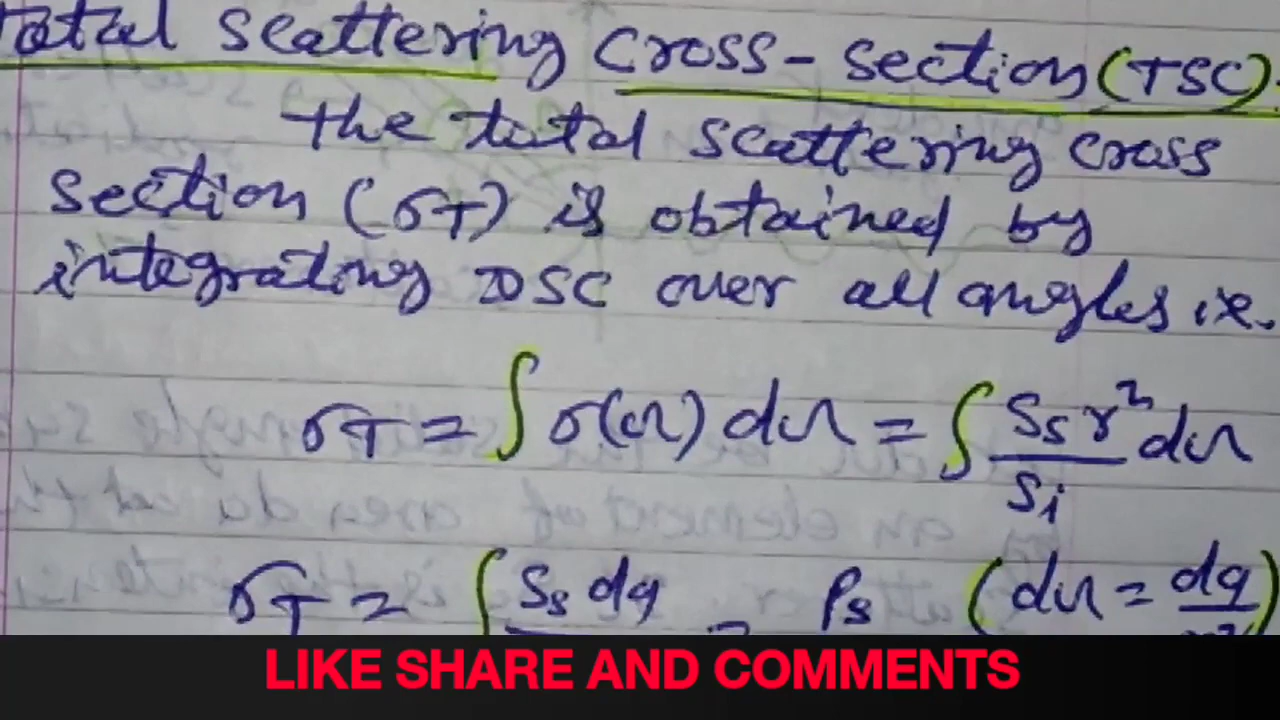 Total Scattering Cross-Section (TSC).
The total scattering cross
section (σT) is obtained by
integrating DSC over all angles i.e.
σT = ∫ σ(Ω) dΩ = ∫ Ss r² / Si dΩ
σT = ∫ Ss da = Ps (dΩ = da / r²)
LIKE SHARE AND COMMENTS